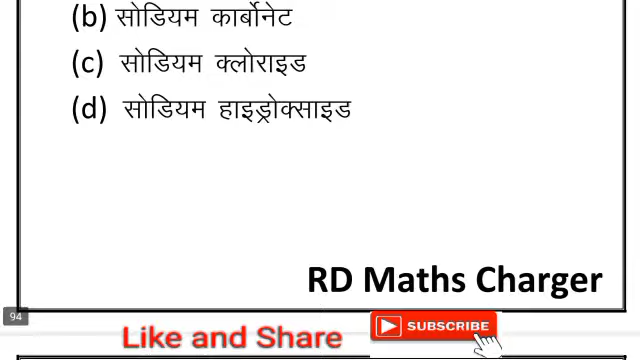 (b) सोडियम कार्बोनेट
(c) सोडियम क्लोराइड
(d) सोडियम हाइड्रोक्साइड
RD Maths Charger
94
Like and Share
SUBSCRIBE